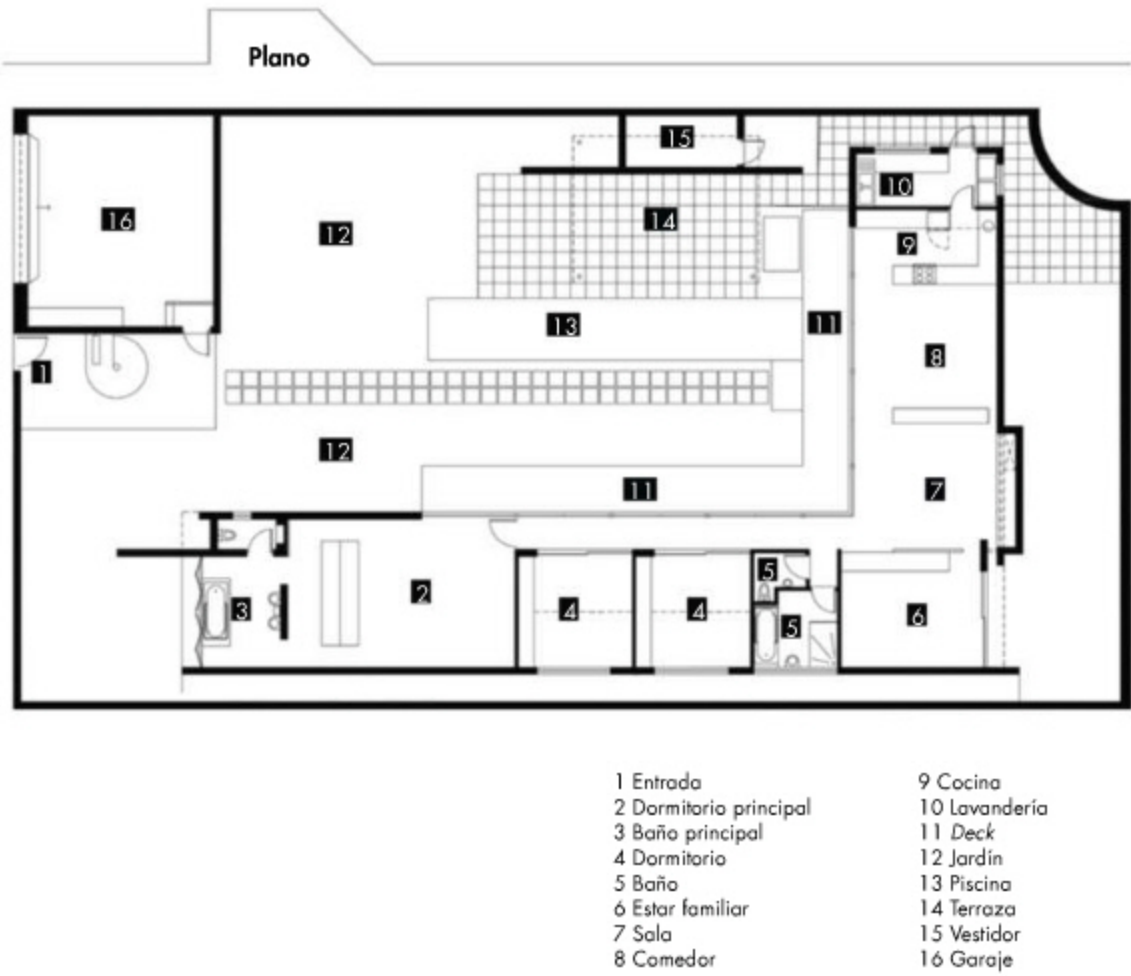 Plano
15
10
16
12
14
9
13
11
8
1
12
11
7
5
2
3
4
4
5
6
1 Entrada
2 Dormitorio principal
3 Baño principal
4 Dormitorio
5 Baño
6 Estar familiar
7 Sala
8 Comedor
9 Cocina
10 Lavandería
11 Deck
12 Jardín
13 Piscina
14 Terraza
15 Vestidor
16 Garaje